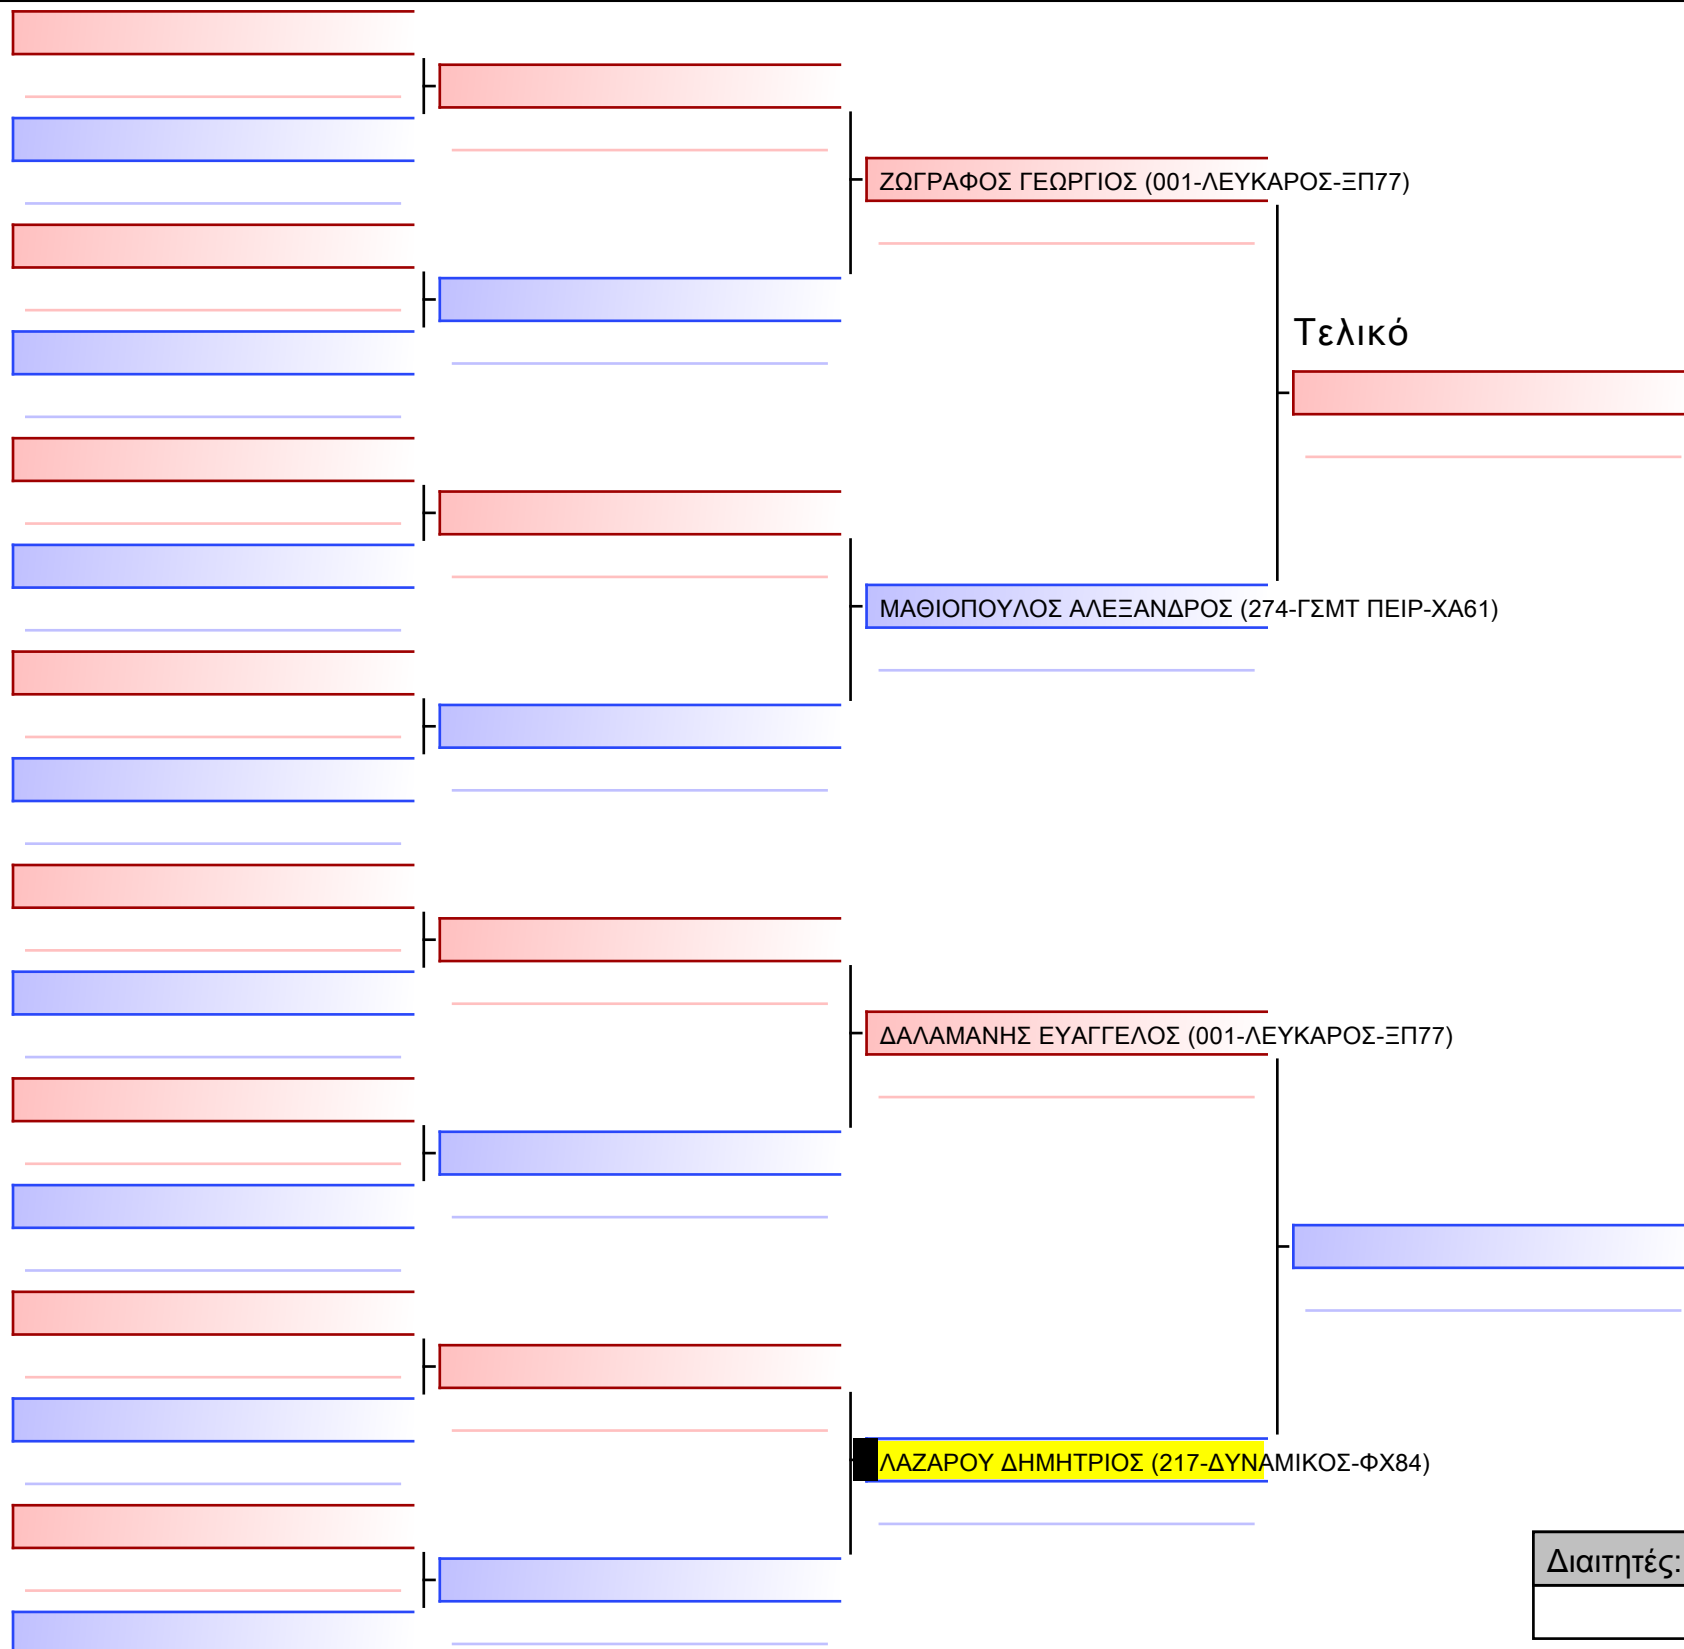 ΖΩΓΡΑΦΟΣ ΓΕΩΡΓΙΟΣ (001-ΛΕΥΚΑΡΟΣ-ΞΠ77)
Τελικό
ΜΑΘΙΟΠΟΥΛΟΣ ΑΛΕΞΑΝΔΡΟΣ (274-ΓΣΜΤ ΠΕΙΡ-ΧΑ61)
ΔΑΛΑΜΑΝΗΣ ΕΥΑΓΓΕΛΟΣ (001-ΛΕΥΚΑΡΟΣ-ΞΠ77)
ΛΑΖΑΡΟΥ ΔΗΜΗΤΡΙΟΣ (217-ΔΥΝΑΜΙΚΟΣ-ΦΧ84)
Διαιτητές: